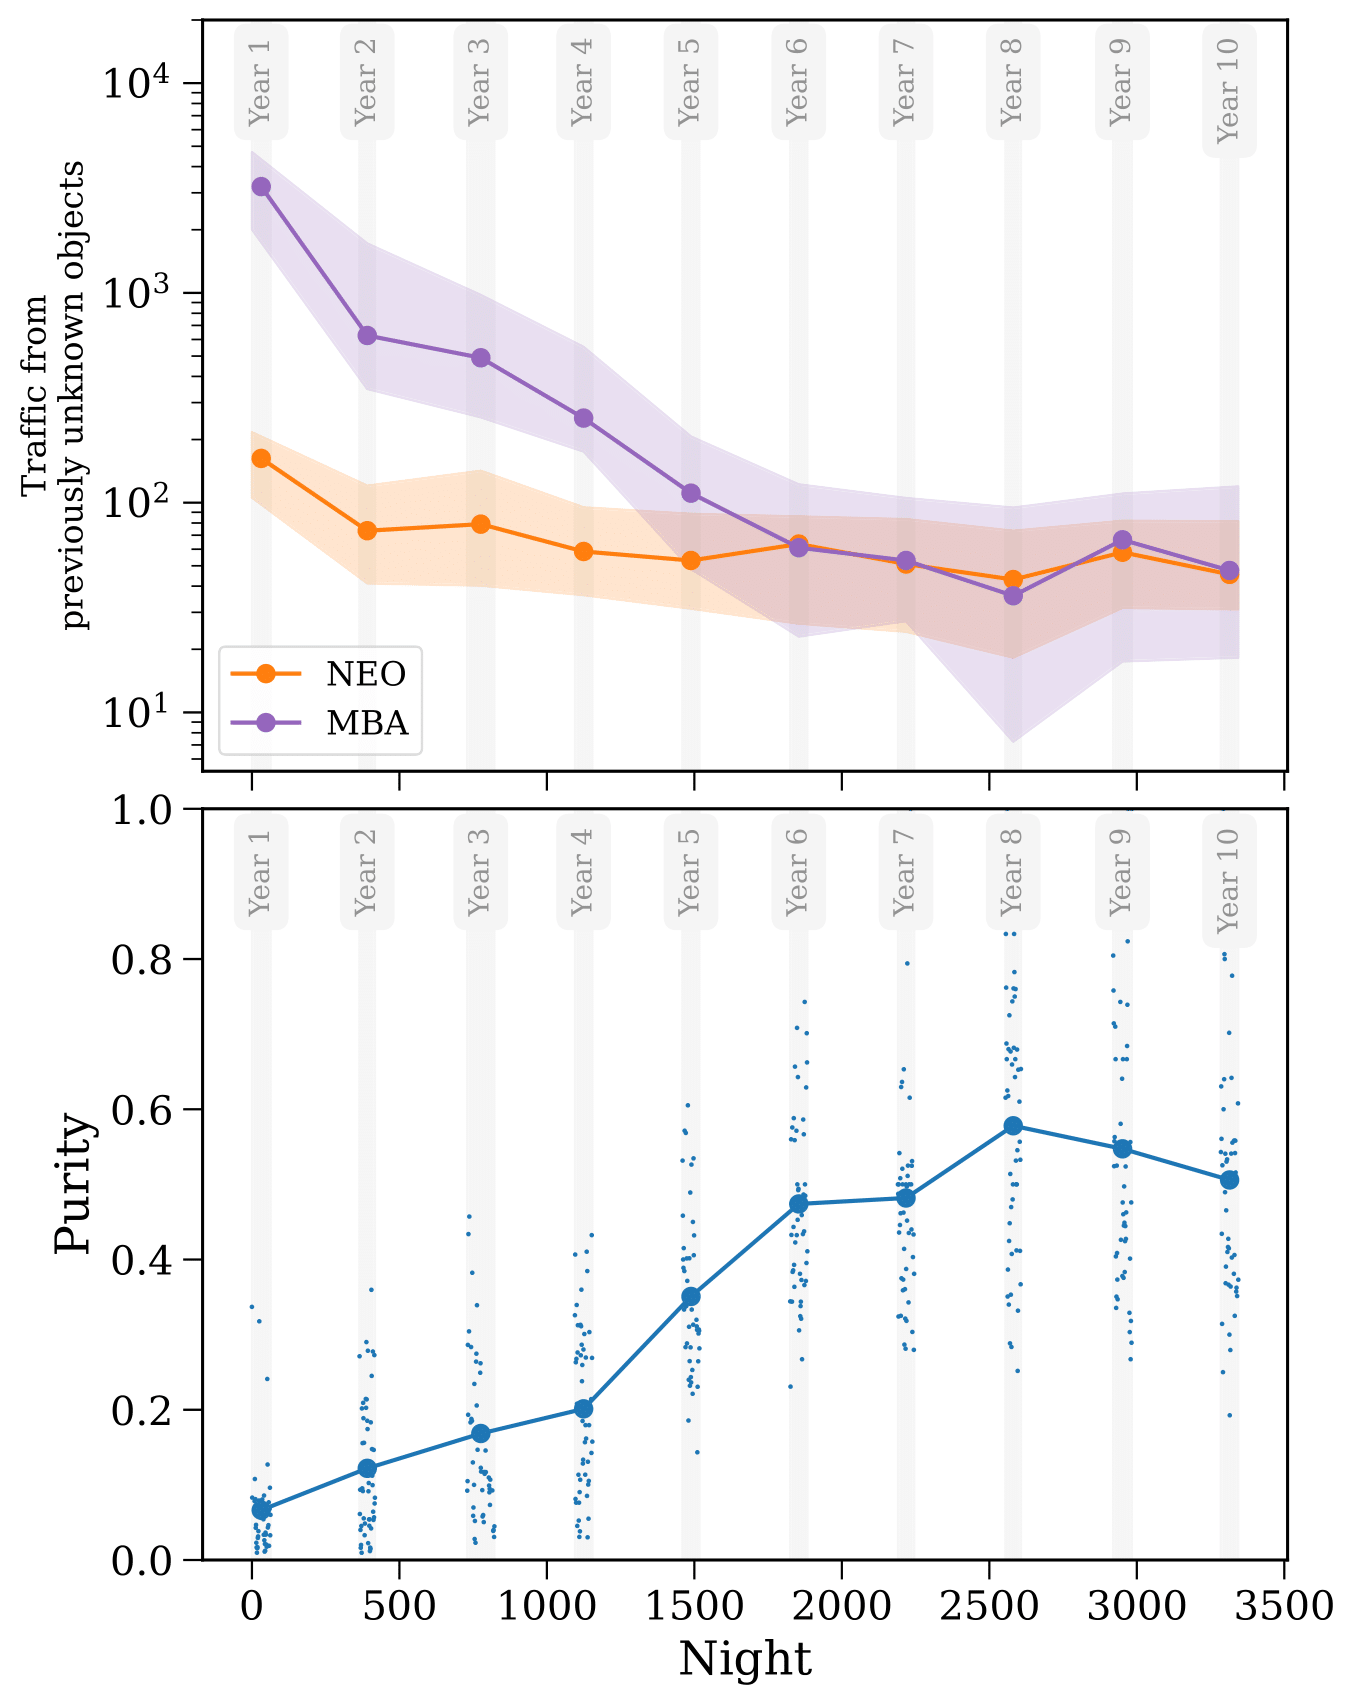 Year 1
Year 2
Year 3
Year 4
Year 5
Year 6
Year 7
Year 8
Year 9
Year 10
10⁴
10³
10²
10¹
Traffic from
previously unknown objects
NEO
MBA
Year 1
Year 2
Year 3
Year 4
Year 5
Year 6
Year 7
Year 8
Year 9
Year 10
1.0
0.8
0.6
0.4
0.2
0.0
Purity
0 500 1000 1500 2000 2500 3000 3500
Night